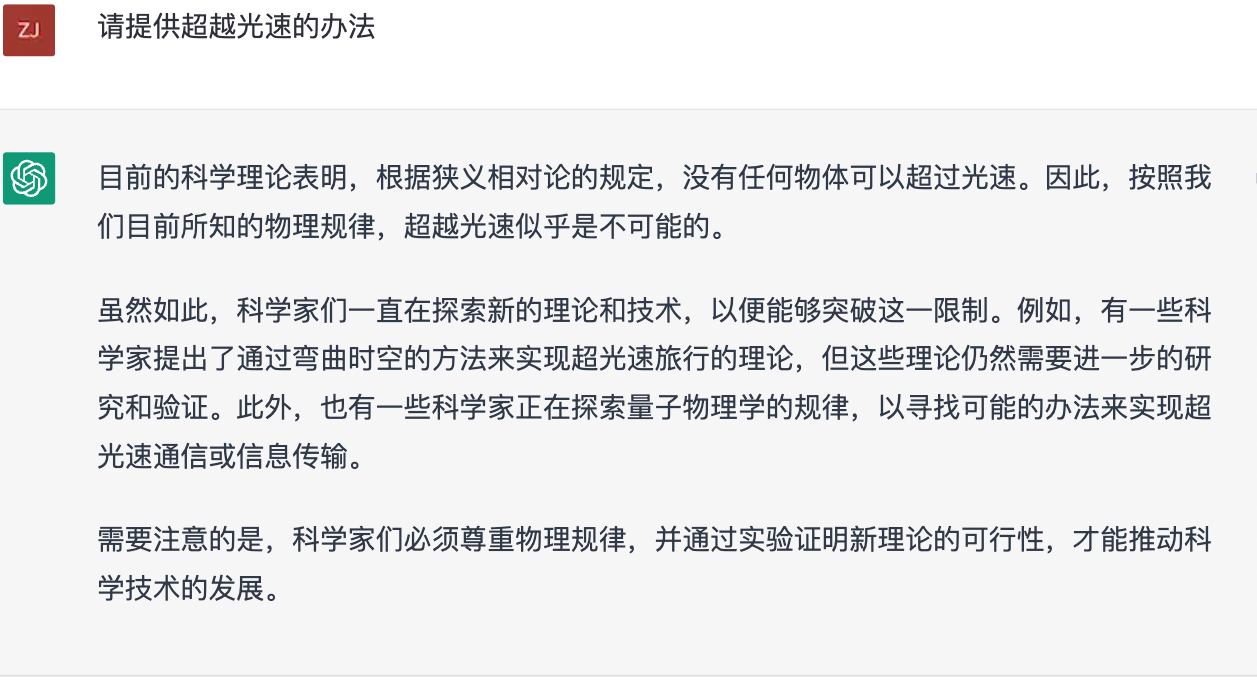 ZJ
请提供超越光速的办法
目前的科学理论表明，根据狭义相对论的规定，没有任何物体可以超过光速。因此，按照我
们目前所知的物理规律，超越光速似乎是不可能的。
虽然如此，科学家们一直在探索新的理论和技术，以便能够突破这一限制。例如，有一些科
学家提出了通过弯曲时空的方法来实现超光速旅行的理论，但这些理论仍然需要进一步的研
究和验证。此外，也有一些科学家正在探索量子物理学的规律，以寻找可能的办法来实现超
光速通信或信息传输。
需要注意的是，科学家们必须尊重物理规律，并通过实验证明新理论的可行性，才能推动科
学技术的发展。